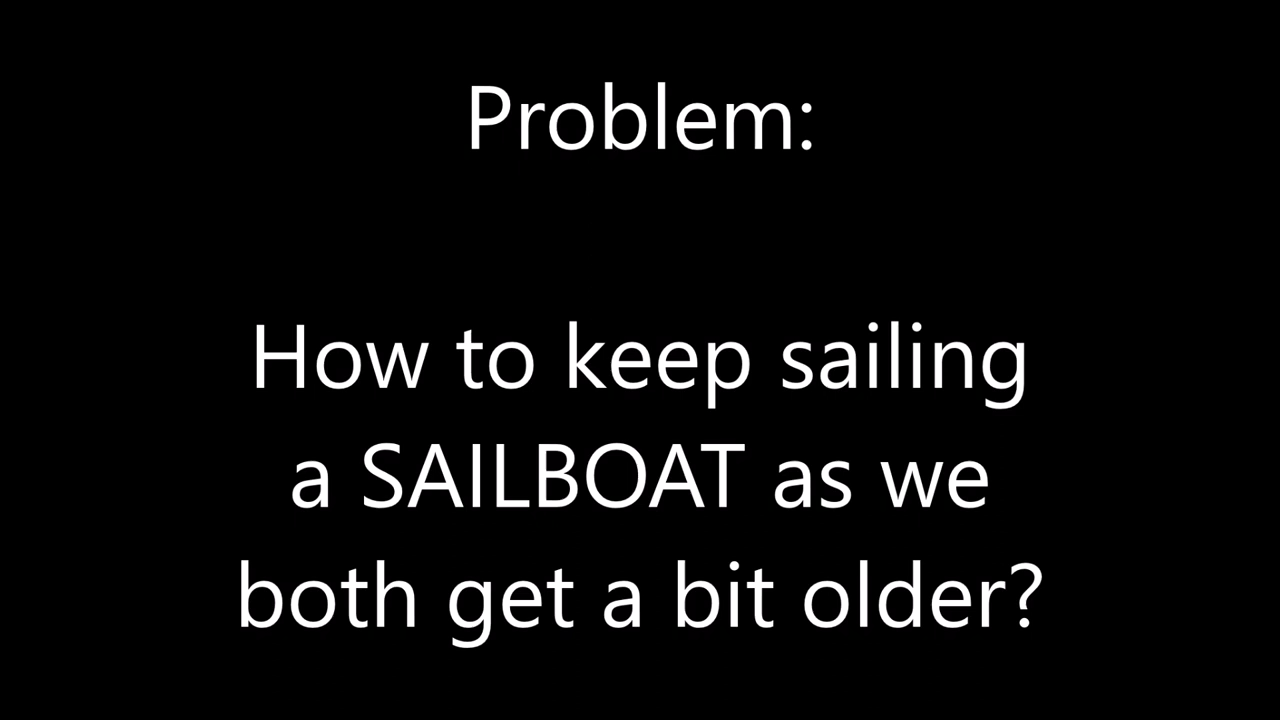 Problem:
How to keep sailing
a SAILBOAT as we
both get a bit older?